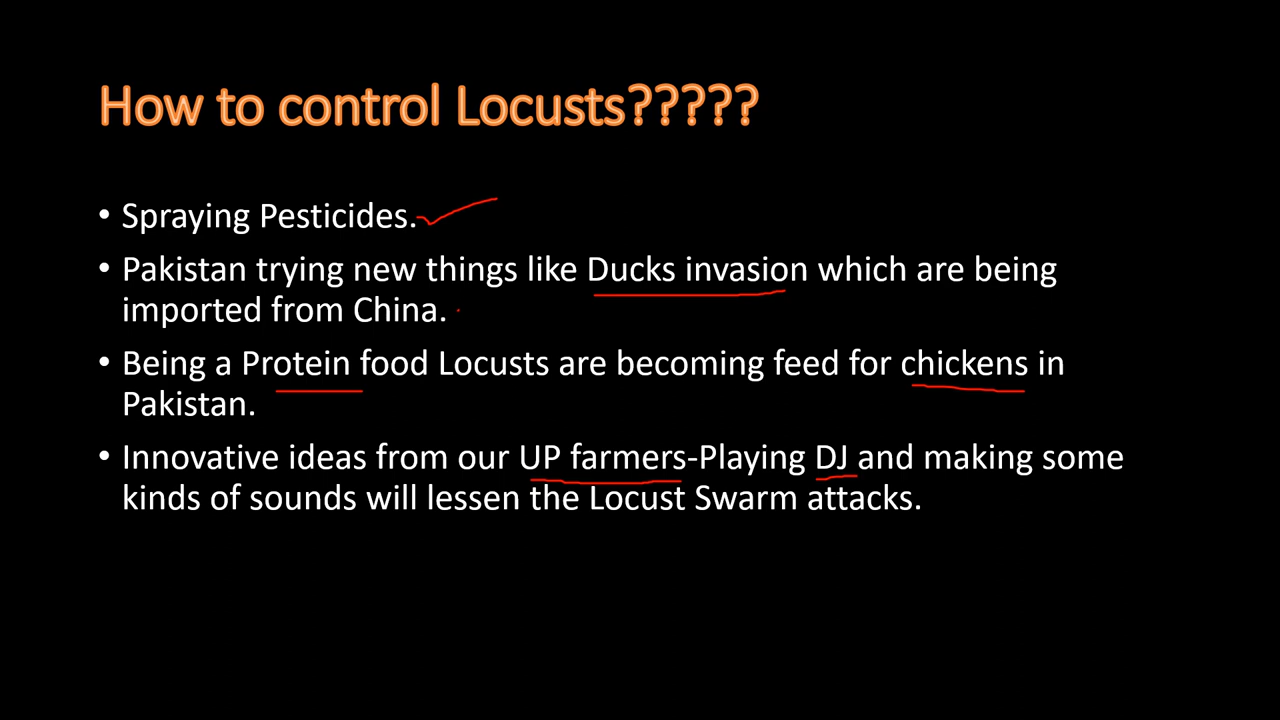 How to control Locusts?????
• Spraying Pesticides.
• Pakistan trying new things like Ducks invasion which are being
imported from China.
• Being a Protein food Locusts are becoming feed for chickens in
Pakistan.
• Innovative ideas from our UP farmers-Playing DJ and making some
kinds of sounds will lessen the Locust Swarm attacks.